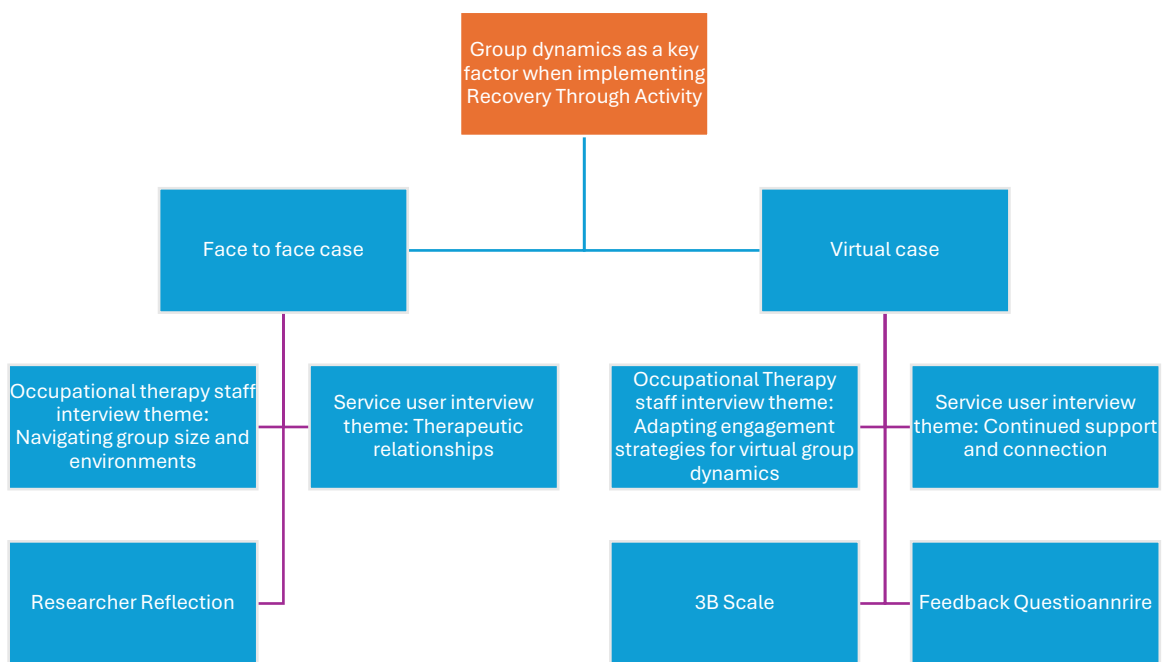 Group dynamics as a key
factor when implementing
Recovery Through Activity
Face to face case
Virtual case
Occupational therapy staff
interview theme:
Navigating group size and
environments
Service user interview
theme: Therapeutic
relationships
Occupational Therapy
staff interview theme:
Adapting engagement
strategies for virtual group
dynamics
Service user interview
theme: Continued support
and connection
Researcher Reflection
3B Scale
Feedback Questioannrire